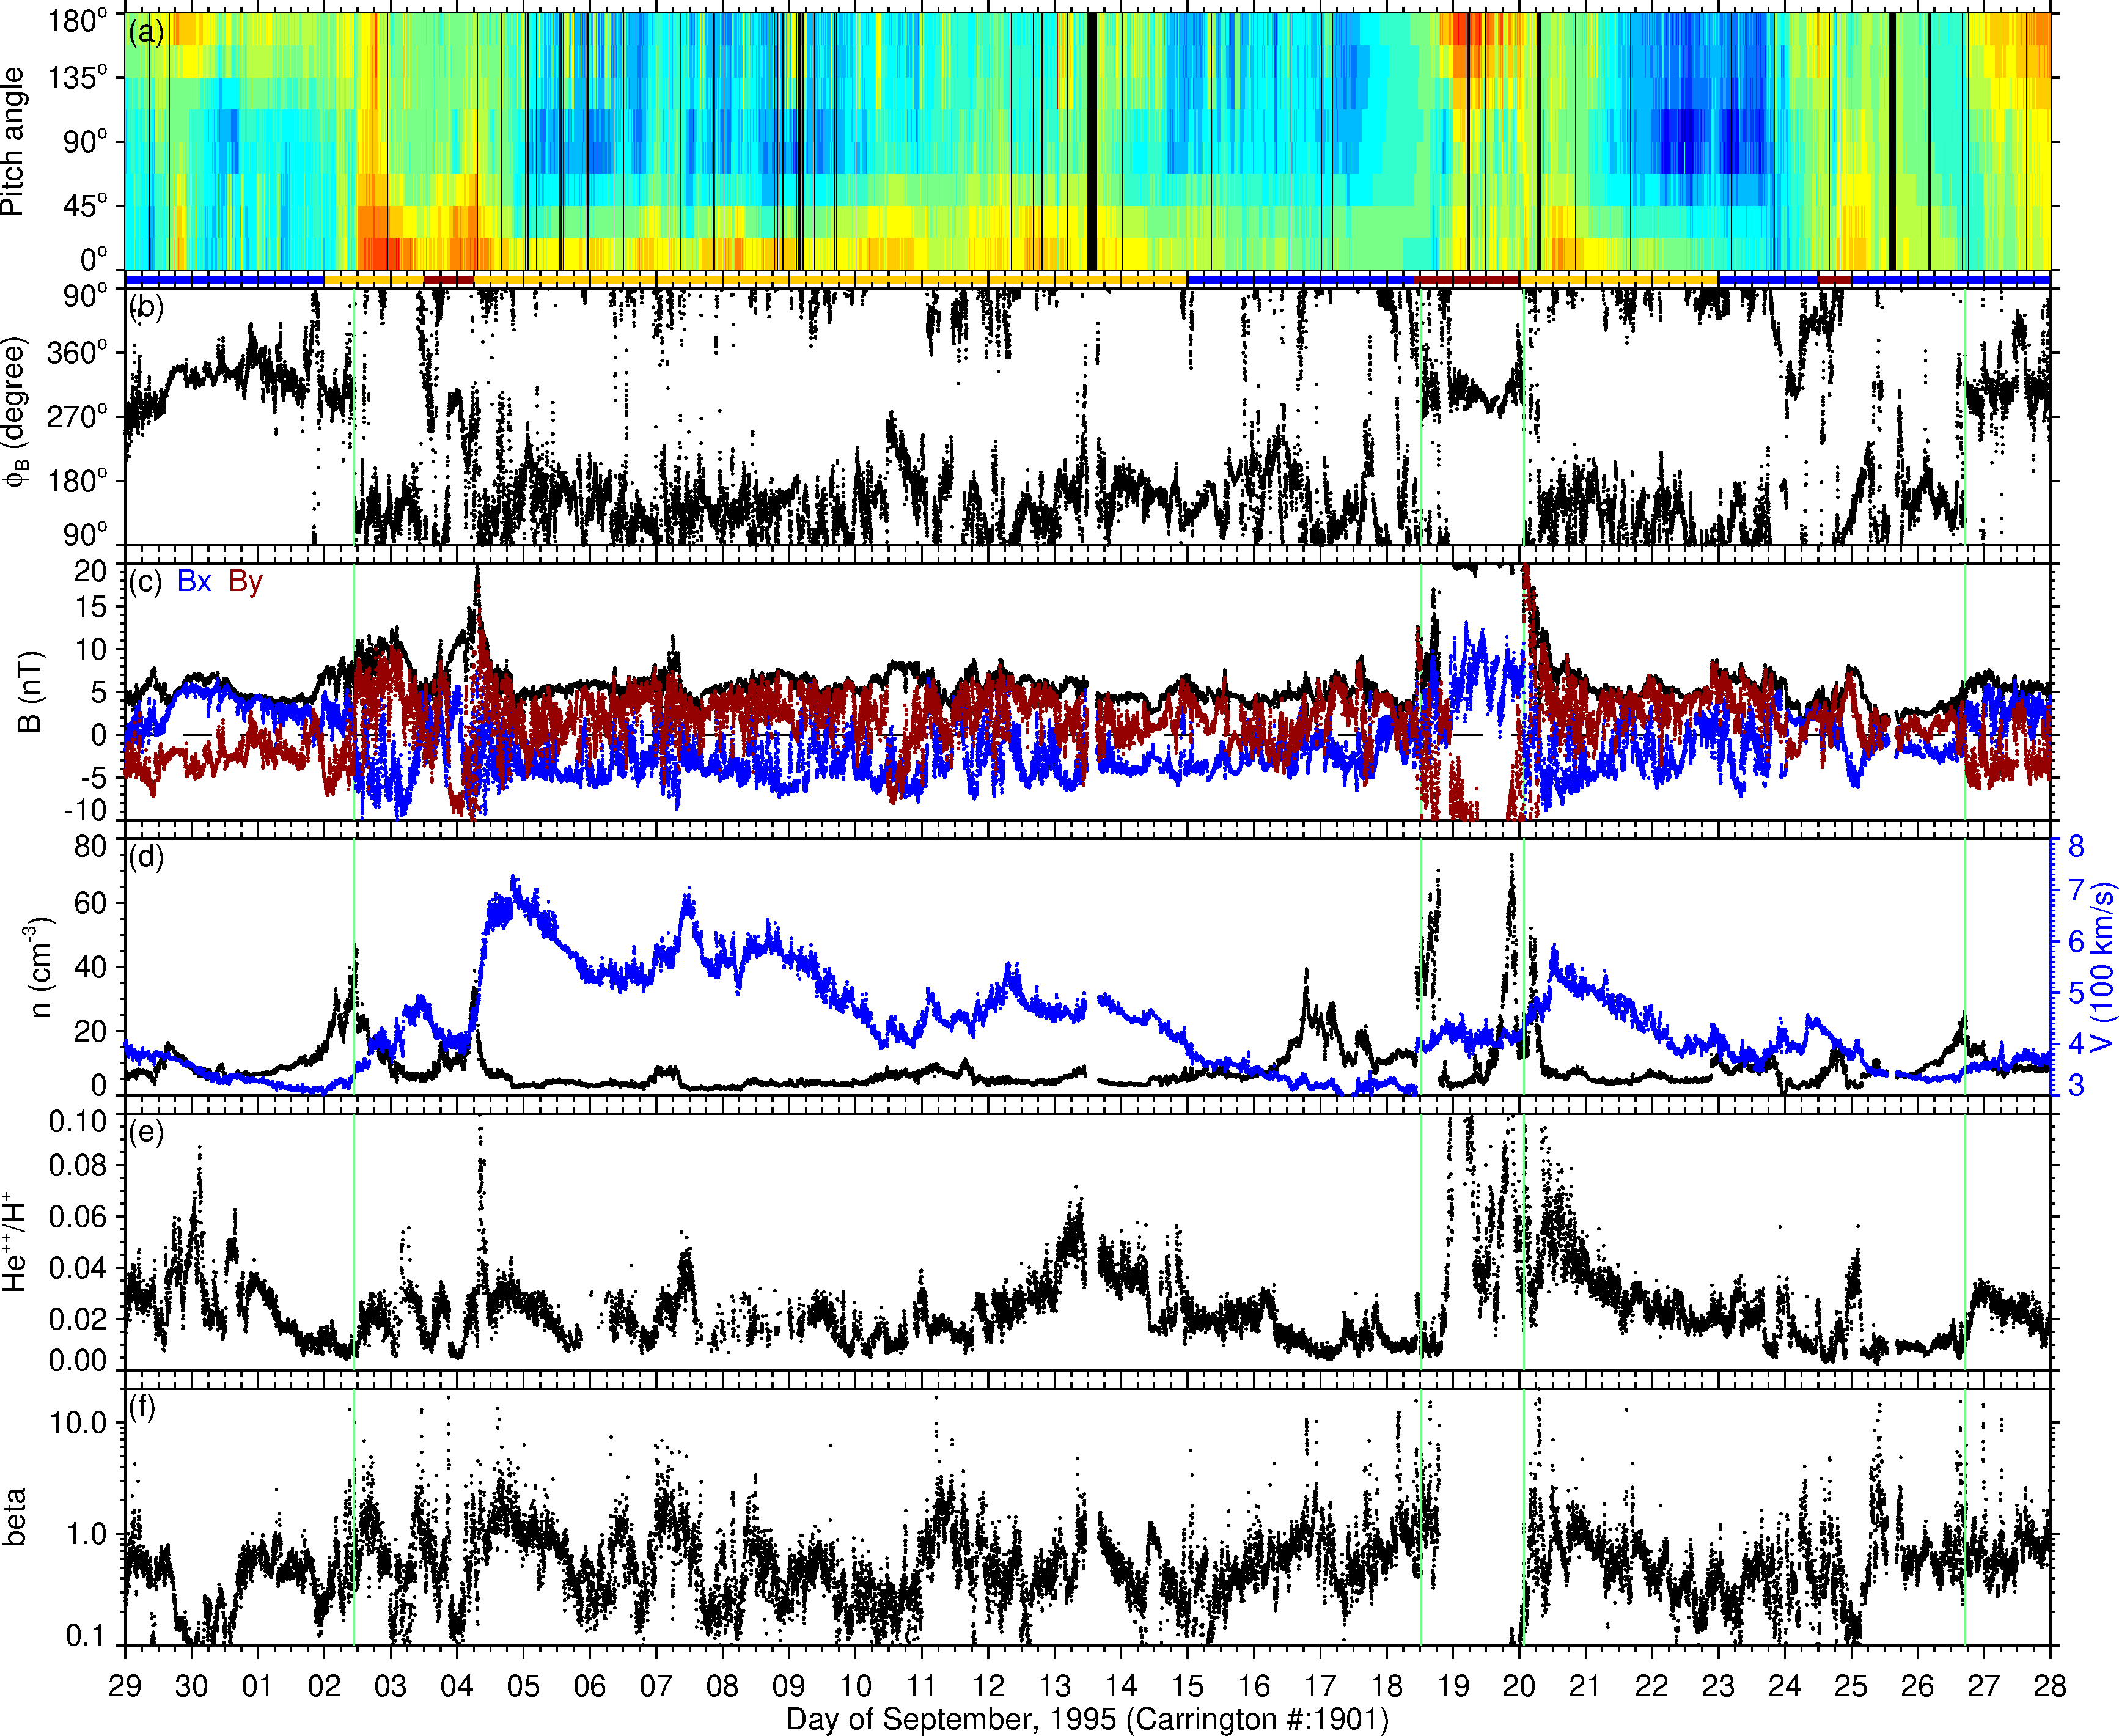 (a)
Pitch angle
180°
135°
90°
45°
0°
(b)
ϕB (degree)
90°
360°
270°
180°
90°
(c) Bx By
B (nT)
20
15
10
5
0
-5
-10
(d)
n (cm-3)
80
60
40
20
0
8
7
6
5
4
3
V (100 km/s)
(e)
He++/H+
0.10
0.08
0.06
0.04
0.02
0.00
(f)
beta
10.0
1.0
0.1
29 30 01 02 03 04 05 06 07 08 09 10 11 12 13 14 15 16 17 18 19 20 21 22 23 24 25 26 27 28
Day of September, 1995 (Carrington #:1901)